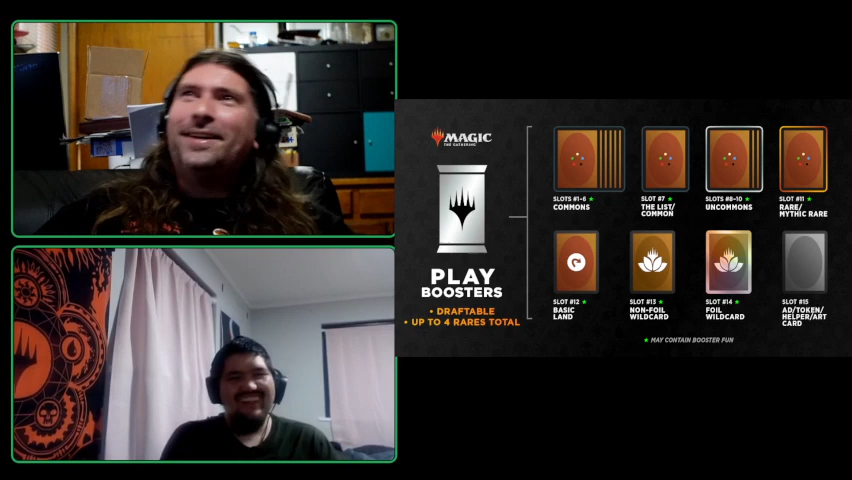 MAGIC
THE GATHERING
PLAY
BOOSTERS
• DRAFTABLE
• UP TO 4 RARES TOTAL
SLOTS #1-6 ★
COMMONS
SLOT #7 ★
THE LIST/
COMMON
SLOTS #8-10 ★
UNCOMMONS
SLOT #11 ★
RARE/
MYTHIC RARE
SLOT #12 ★
BASIC
LAND
SLOT #13 ★
NON-FOIL
WILDCARD
SLOT #14 ★
FOIL
WILDCARD
SLOT #15
AD/TOKEN/
HELPER/ART
CARD
★ MAY CONTAIN BOOSTER FUN